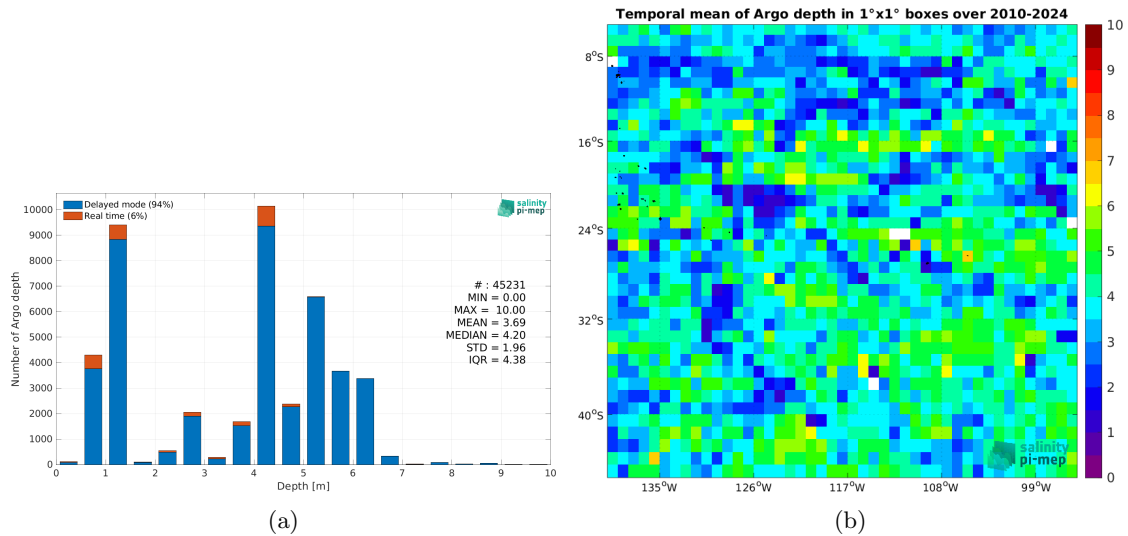 Delayed mode (94%)
Real time (6%)
salinity
pi-mep
Number of Argo depth
10000
9000
8000
7000
6000
5000
4000
3000
2000
1000
0
# : 45231
MIN = 0.00
MAX = 10.00
MEAN = 3.69
MEDIAN = 4.20
STD = 1.96
IQR = 4.38
0 1 2 3 4 5 6 7 8 9 10
Depth [m]
(a)
Temporal mean of Argo depth in 1°x1° boxes over 2010-2024
8°S
16°S
24°S
32°S
40°S
135°W 126°W 117°W 108°W 99°W
salinity
pi-mep
10
9
8
7
6
5
4
3
2
1
0
(b)